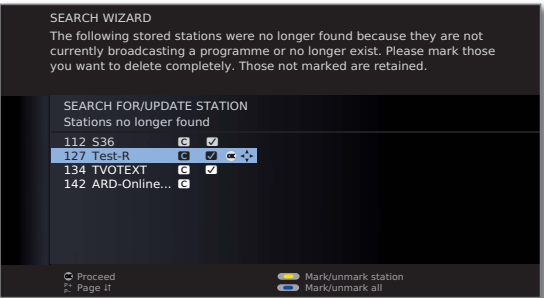 SEARCH WIZARD
The following stored stations were no longer found because they are not
currently broadcasting a programme or no longer exist. Please mark those
you want to delete completely. Those not marked are retained.
SEARCH FOR/UPDATE STATION
Stations no longer found
112 S36 C
127 Test-R C OK
134 TVOTEXT C
142 ARD-Online... C
OK Proceed
Mark/unmark station
P+ P- Page
Mark/unmark all